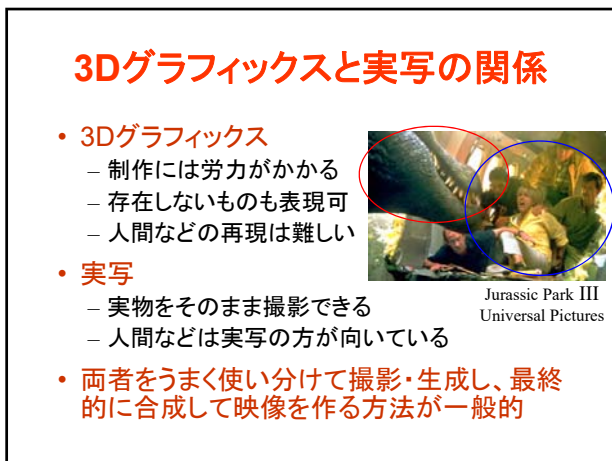 3Dグラフィックスと実写の関係
• 3Dグラフィックス
– 制作には労力がかかる
– 存在しないものも表現可
– 人間などの再現は難しい
• 実写
– 実物をそのまま撮影できる
– 人間などは実写の方が向いている
Jurassic Park III
Universal Pictures
• 両者をうまく使い分けて撮影・生成し、最終
的に合成して映像を作る方法が一般的